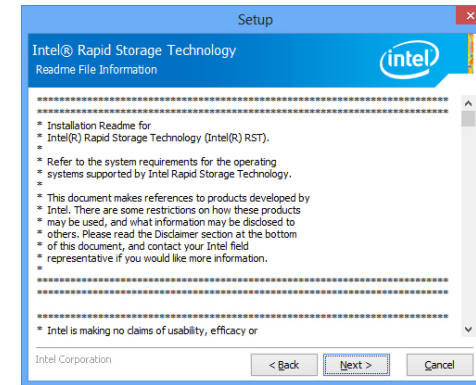 Setup
Intel® Rapid Storage Technology
Readme File Information
intel
******************************************************************************
******************************************************************************
* Installation Readme for
* Intel(R) Rapid Storage Technology (Intel(R) RST).
*
* Refer to the system requirements for the operating
* systems supported by Intel Rapid Storage Technology.
*
* This document makes references to products developed by
* Intel. There are some restrictions on how these products
* may be used, and what information may be disclosed to
* others. Please read the Disclaimer section at the bottom
* of this document, and contact your Intel field
* representative if you would like more information.
*
******************************************************************************
******************************************************************************
******************************************************************************
* Intel is making no claims of usability, efficacy or
Intel Corporation
< Back
Next >
Cancel